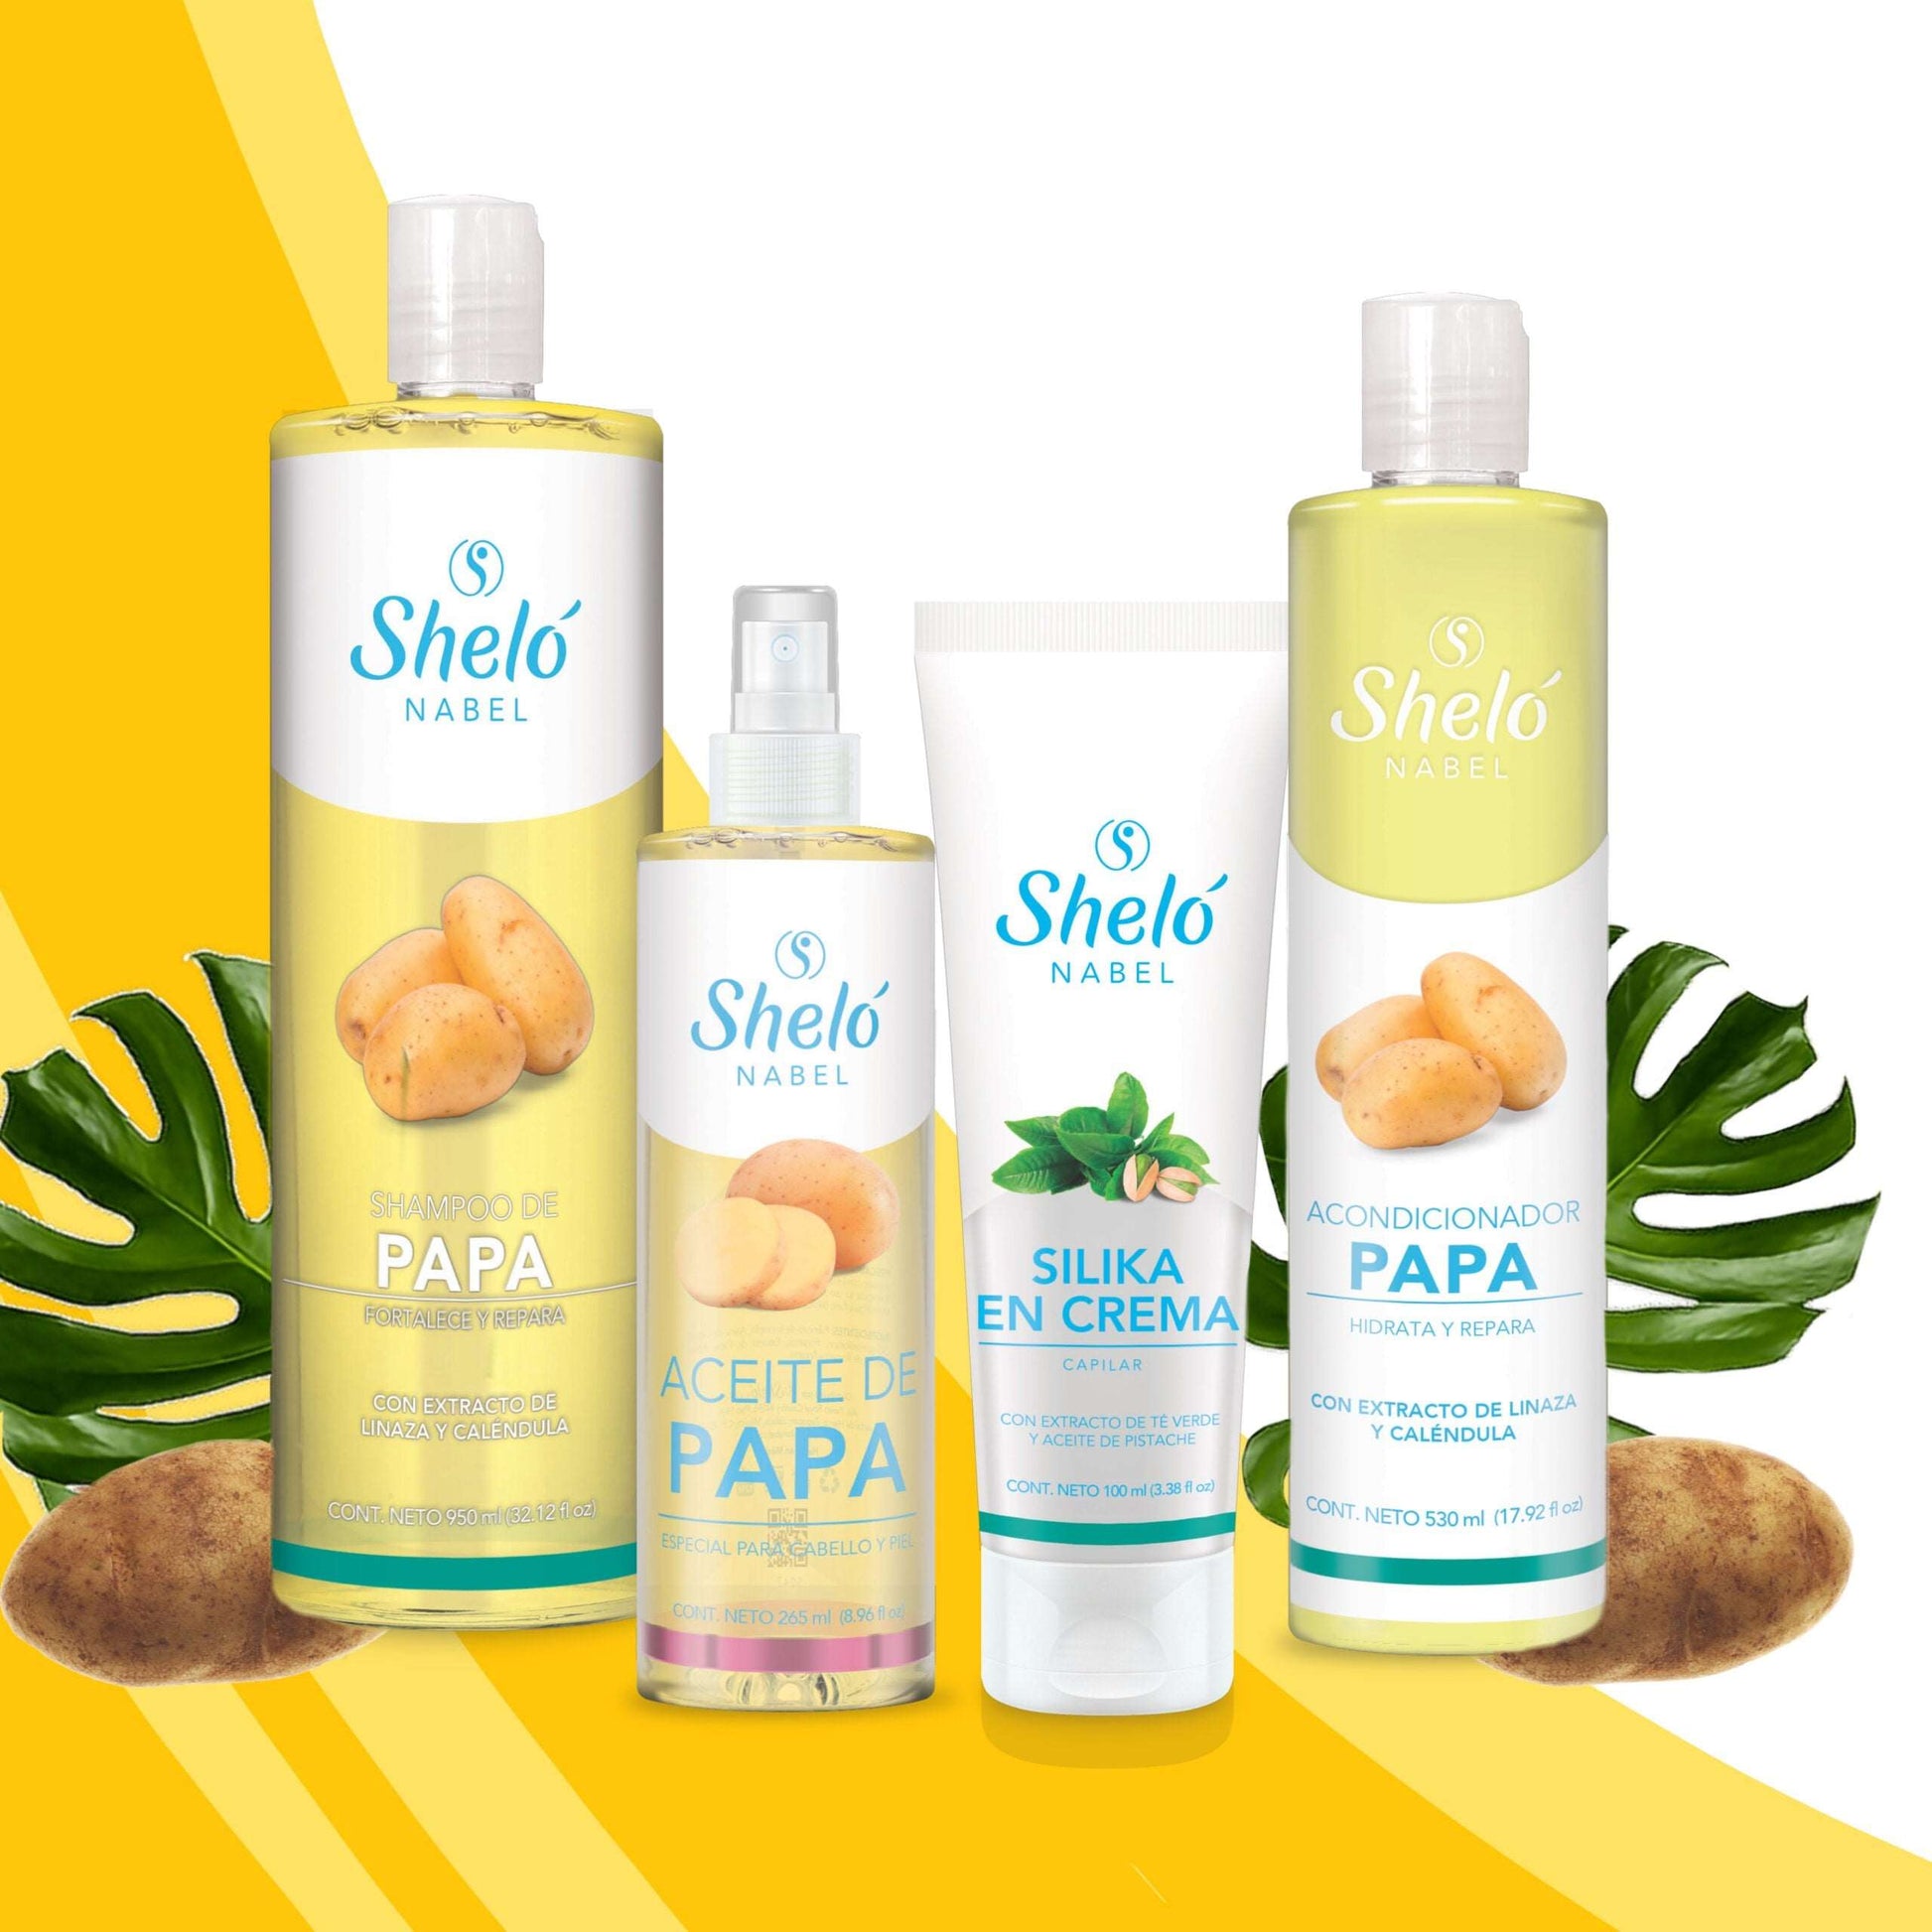 Sheló
NABEL
SHAMPOO DE
PAPA
FORTALECE Y REPARA
CON EXTRACTO DE
LINAZA Y CALÉNDULA
CONT. NETO 950 ml (32.12 fl oz)
Sheló
NABEL
ACEITE DE
PAPA
ESPECIAL PARA CABELLO Y PIEL
CONT. NETO 265 ml (8.96 fl oz)
Sheló
NABEL
SILIKA
EN CREMA
CAPILAR
CON EXTRACTO DE TÉ VERDE
Y ACEITE DE PISTACHE
CONT. NETO 100 ml (3.38 fl oz)
Sheló
NABEL
ACONDICIONADOR
PAPA
HIDRATA Y REPARA
CON EXTRACTO DE LINAZA
Y CALÉNDULA
CONT. NETO 530 ml (17.92 fl oz)